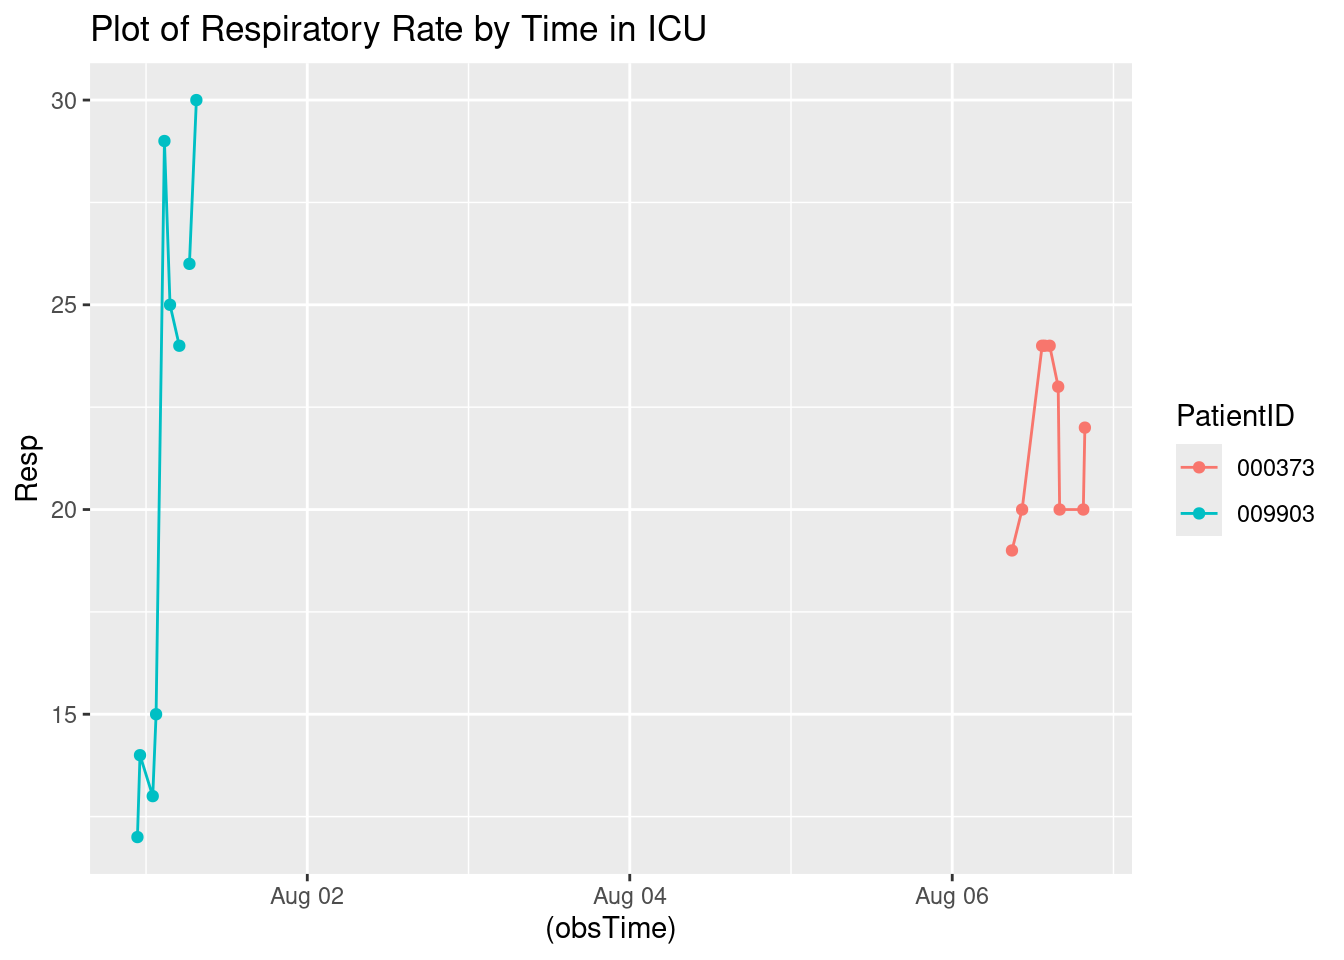 Plot of Respiratory Rate by Time in ICU
30
25
20
15
Resp
Aug 02
Aug 04
Aug 06
(obsTime)
PatientID
000373
009903